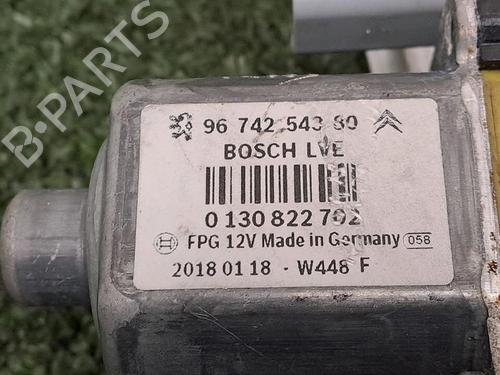 96 742 543 80
BOSCH LVE
0 130 822 702
FPG 12V Made in Germany 058
2018 01 18 - W448 F
B-PARTS